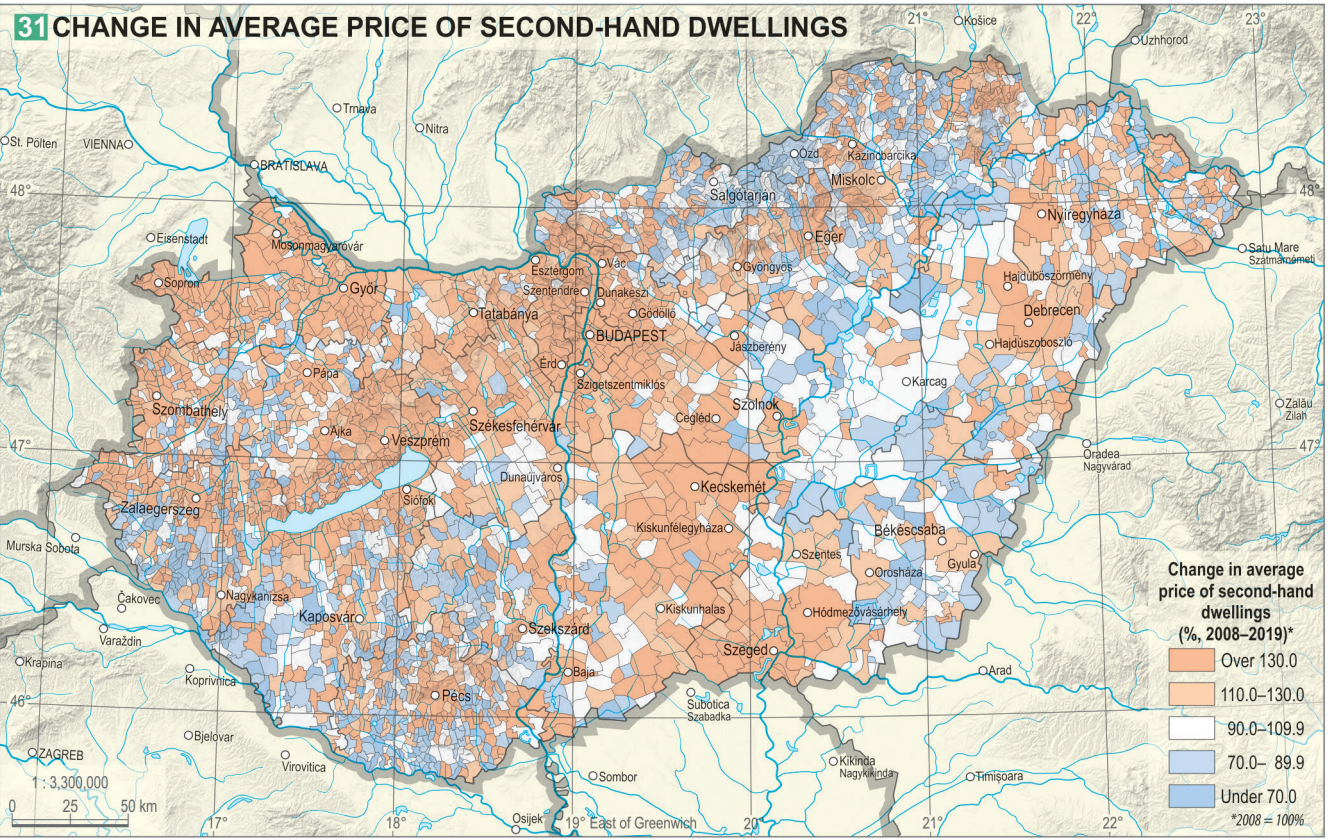 31 CHANGE IN AVERAGE PRICE OF SECOND-HAND DWELLINGS
21°
Košice
22°
23°
Uzhhorod
Trnava
Nitra
St. Pölten
VIENNA
BRATISLAVA
Ózd
Kazincbarcika
Miskolc
48°
Salgótarján
48°
Eisenstadt
Mosonmagyaróvár
Nyíregyháza
Eger
Satu Mare
Szatmárnémeti
Sopron
Győr
Esztergom
Vác
Gyöngyös
Hajdúböszörmény
Szentendre
Dunakeszi
Tatabánya
Gödöllő
Debrecen
BUDAPEST
Jászberény
Hajdúszoboszló
Érd
Pápa
Szigetszentmiklós
Karcag
Szombathely
Cegléd
Szolnok
Zalău
Zilah
Ajka
Veszprém
Székesfehérvár
47°
47°
Oradea
Nagyvárad
Dunaújváros
Kecskemét
Zalaegerszeg
Siófok
Kiskunfélegyháza
Békéscsaba
Murska Sobota
Szentes
Gyula
Orosháza
Čakovec
Nagykanizsa
Kaposvár
Kiskunhalas
Hódmezővásárhely
Varaždin
Szekszárd
Szeged
Krapina
Koprivnica
Baja
Arad
Pécs
46°
Subotica
Szabadka
Bjelovar
ZAGREB
Virovitica
Kikinda
Nagykikinda
Sombor
Timișoara
1 : 3,300,000
0 25 50 km
17°
18°
Osijek
19° East of Greenwich
20°
21°
22°
Change in average
price of second-hand
dwellings
(%, 2008–2019)*
Over 130.0
110.0–130.0
90.0–109.9
70.0– 89.9
Under 70.0
*2008 = 100%